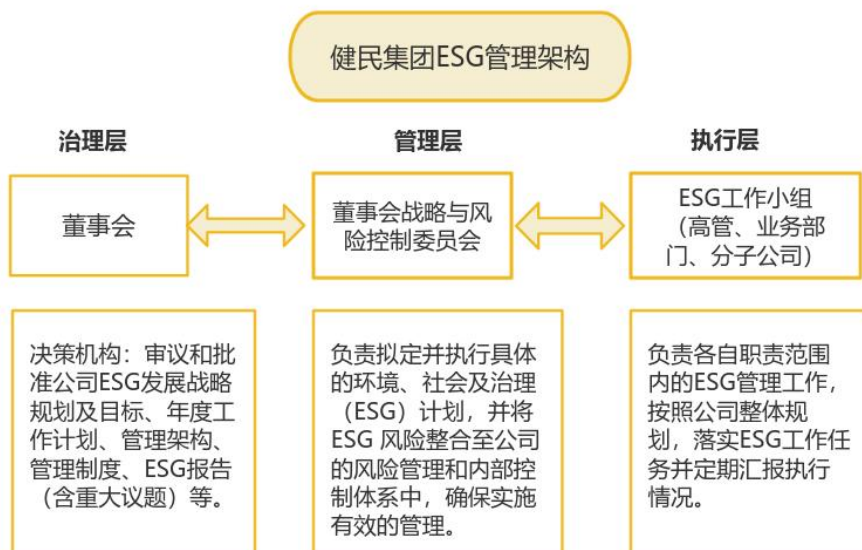 健民集团ESG管理架构
治理层
管理层
执行层
董事会
董事会战略与风
险控制委员会
ESG工作小组
（高管、业务部
门、分子公司）
决策机构：审议和批
准公司ESG发展战略
规划及目标、年度工
作计划、管理架构、
管理制度、ESG报告
（含重大议题）等。
负责拟定并执行具体
的环境、社会及治理
（ESG）计划，并将
ESG 风险整合至公司
的风险管理和内部控
制体系中，确保实施
有效的管理。
负责各自职责范围
内的ESG管理工作，
按照公司整体规
划，落实ESG工作任
务并定期汇报执行
情况。